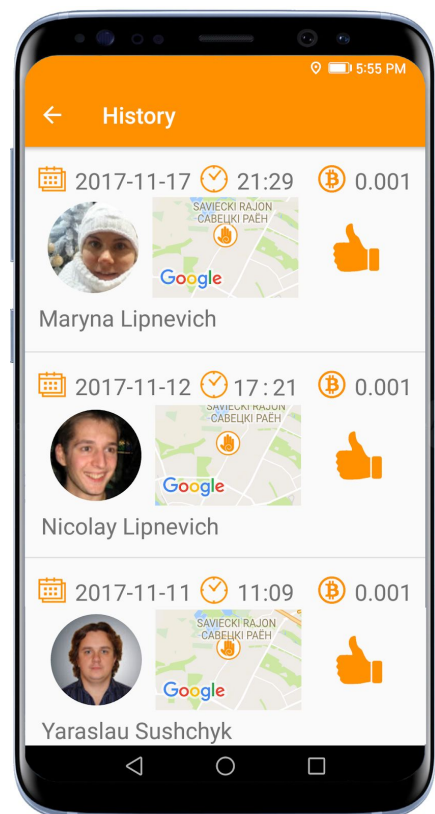 5:55 PM
History
2017-11-17 21:29 0.001
SAVIECKI RAJON
САВЕЦКІ РАЁН
Google
Maryna Lipnevich
2017-11-12 17:21 0.001
SAVIECKI RAJON
САВЕЦКІ РАЁН
Google
Nicolay Lipnevich
2017-11-11 11:09 0.001
SAVIECKI RAJON
САВЕЦКІ РАЁН
Google
Yaraslau Sushchyk